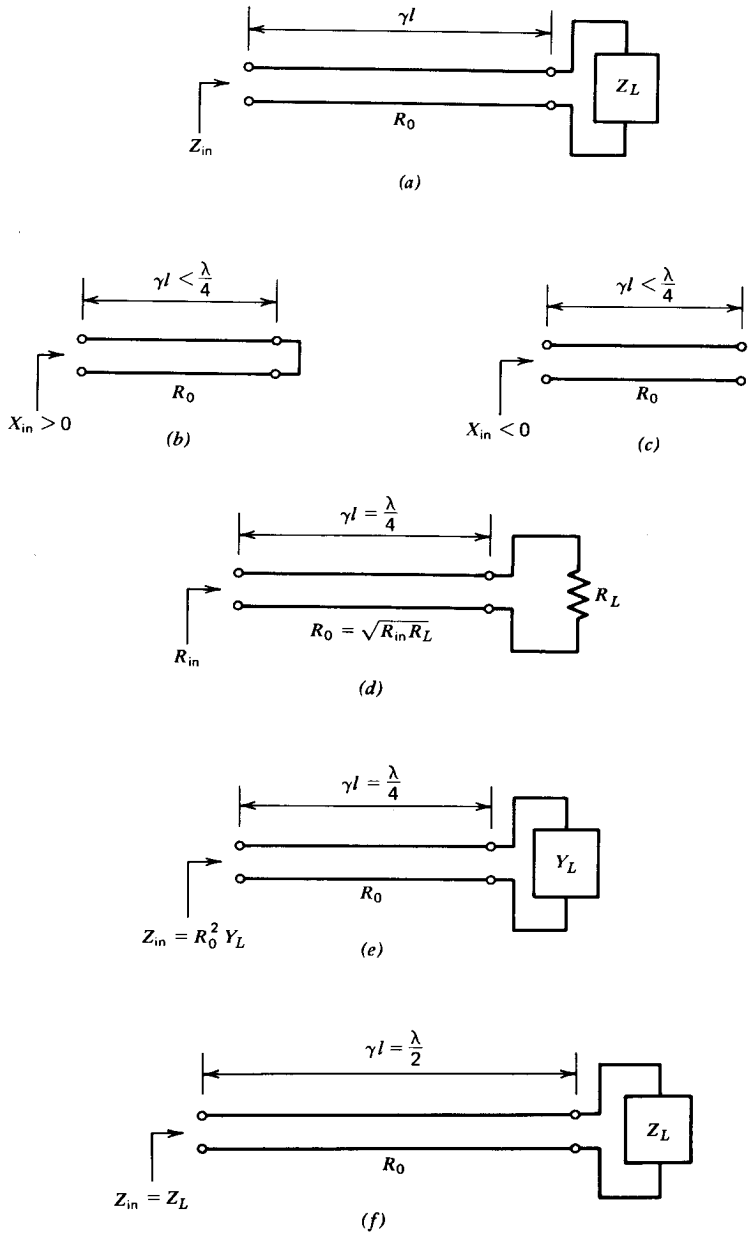 γl
Z_L
R_0
Z_in
(a)
γl < λ/4
γl < λ/4
R_0
R_0
X_in > 0
(b)
X_in < 0
(c)
γl = λ/4
R_L
R_0 = √(R_in R_L)
R_in
(d)
γl = λ/4
Y_L
R_0
Z_in = R_0^2 Y_L
(e)
γl = λ/2
Z_L
R_0
Z_in = Z_L
(f)